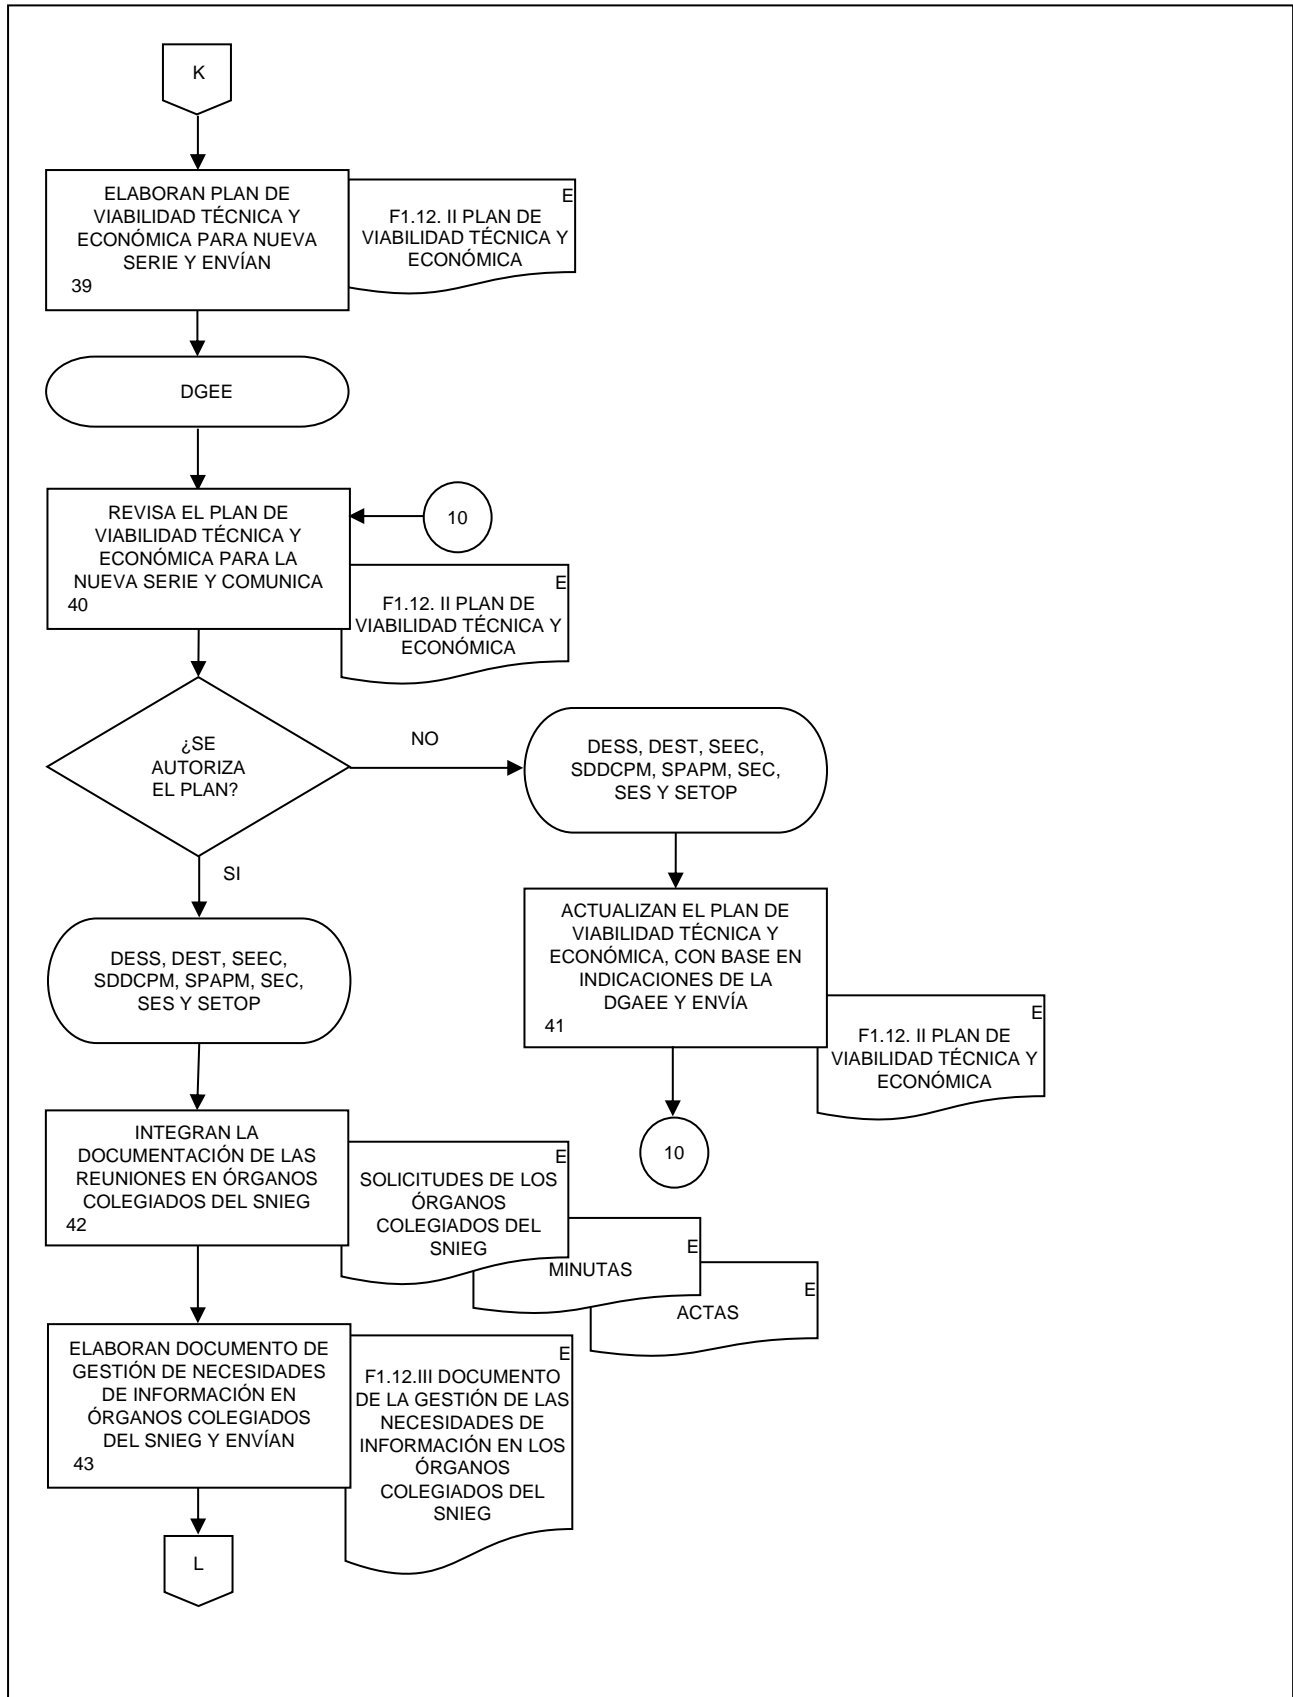 K
ELABORAN PLAN DE
VIABILIDAD TÉCNICA Y
ECONÓMICA PARA NUEVA
SERIE Y ENVÍAN
39
E
F1.12. II PLAN DE
VIABILIDAD TÉCNICA Y
ECONÓMICA
DGEE
REVISA EL PLAN DE
VIABILIDAD TÉCNICA Y
ECONÓMICA PARA LA
NUEVA SERIE Y COMUNICA
40
10
E
F1.12. II PLAN DE
VIABILIDAD TÉCNICA Y
ECONÓMICA
¿SE
AUTORIZA
EL PLAN?
NO
DESS, DEST, SEEC,
SDDCPM, SPAPM, SEC,
SES Y SETOP
SI
ACTUALIZAN EL PLAN DE
VIABILIDAD TÉCNICA Y
ECONÓMICA, CON BASE EN
INDICACIONES DE LA
DGAEE Y ENVÍA
41
E
F1.12. II PLAN DE
VIABILIDAD TÉCNICA Y
ECONÓMICA
10
DESS, DEST, SEEC,
SDDCPM, SPAPM, SEC,
SES Y SETOP
INTEGRAN LA
DOCUMENTACIÓN DE LAS
REUNIONES EN ÓRGANOS
COLEGIADOS DEL SNIEG
42
E
SOLICITUDES DE LOS
ÓRGANOS
COLEGIADOS DEL
SNIEG
E
MINUTAS
E
ACTAS
ELABORAN DOCUMENTO DE
GESTIÓN DE NECESIDADES
DE INFORMACIÓN EN
ÓRGANOS COLEGIADOS
DEL SNIEG Y ENVÍAN
43
E
F1.12.III DOCUMENTO
DE LA GESTIÓN DE LAS
NECESIDADES DE
INFORMACIÓN EN LOS
ÓRGANOS
COLEGIADOS DEL
SNIEG
L